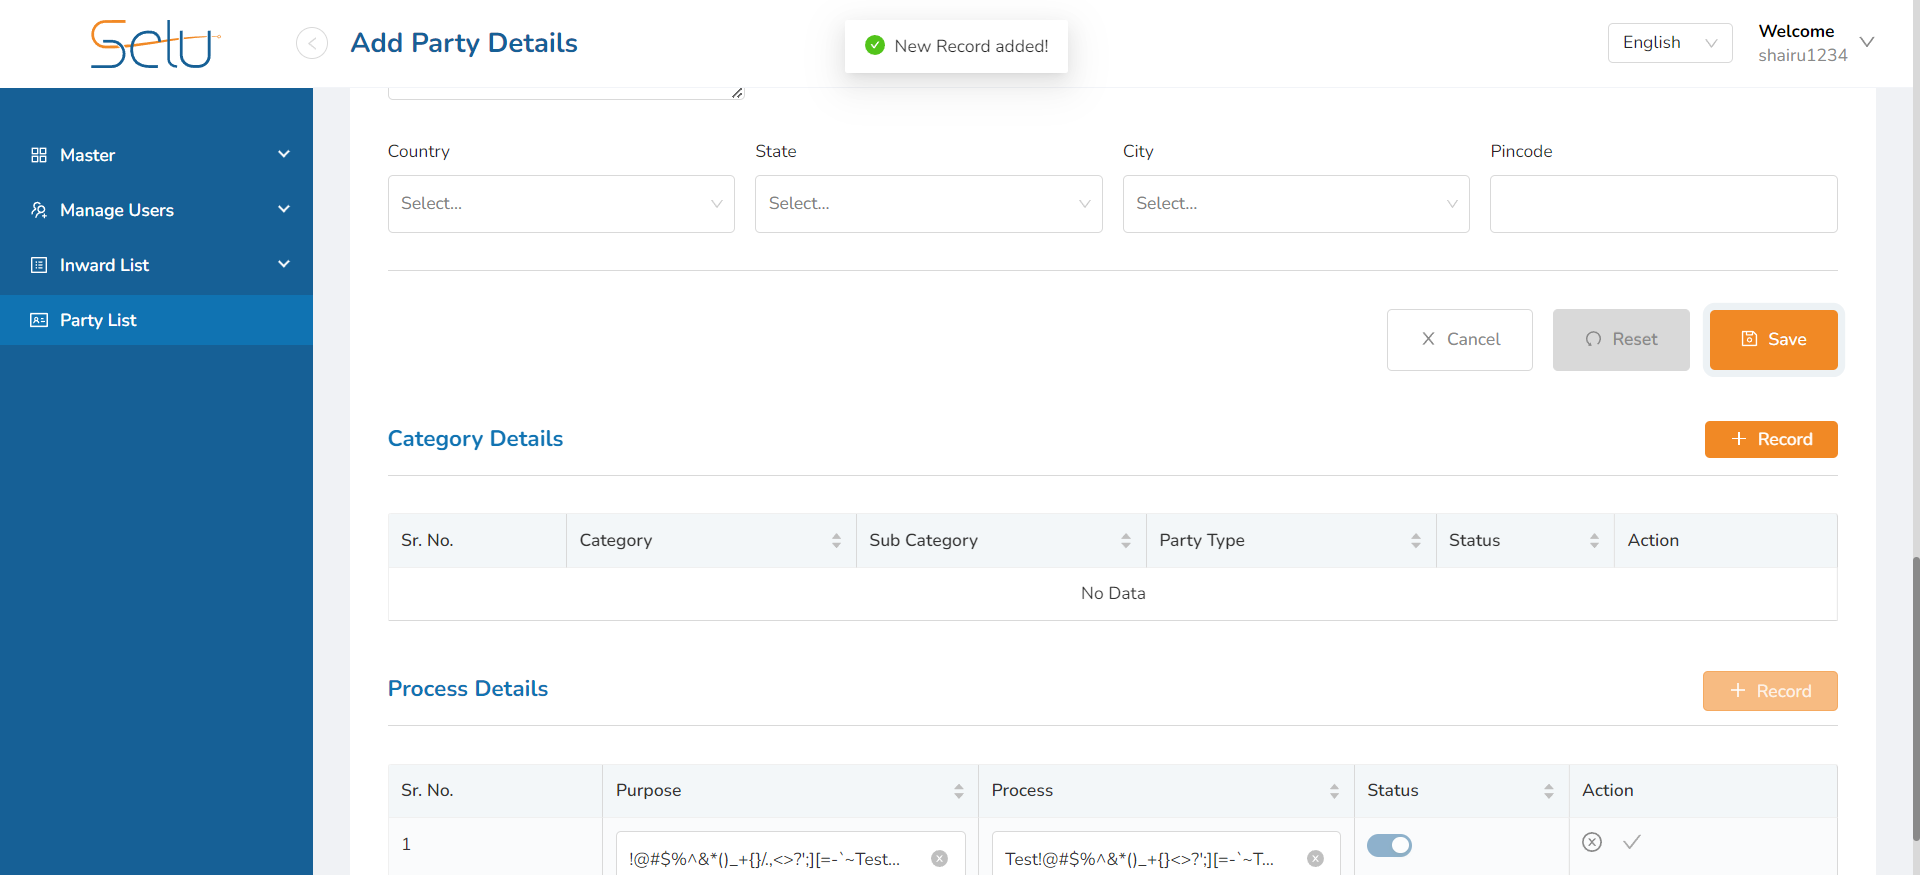 Setu
Add Party Details
New Record added!
English
Welcome
shairu1234
Master
Manage Users
Inward List
Party List
Country
State
City
Pincode
Select...
Select...
Select...
Cancel
Reset
Save
Category Details
+ Record
Sr. No.
Category
Sub Category
Party Type
Status
Action
No Data
Process Details
+ Record
Sr. No.
Purpose
Process
Status
Action
1
!@#$%^&*()_+{}/.,<>?';][=-`~Test...
Test!@#$%^&*()_+{}<>?';][=-`~T...